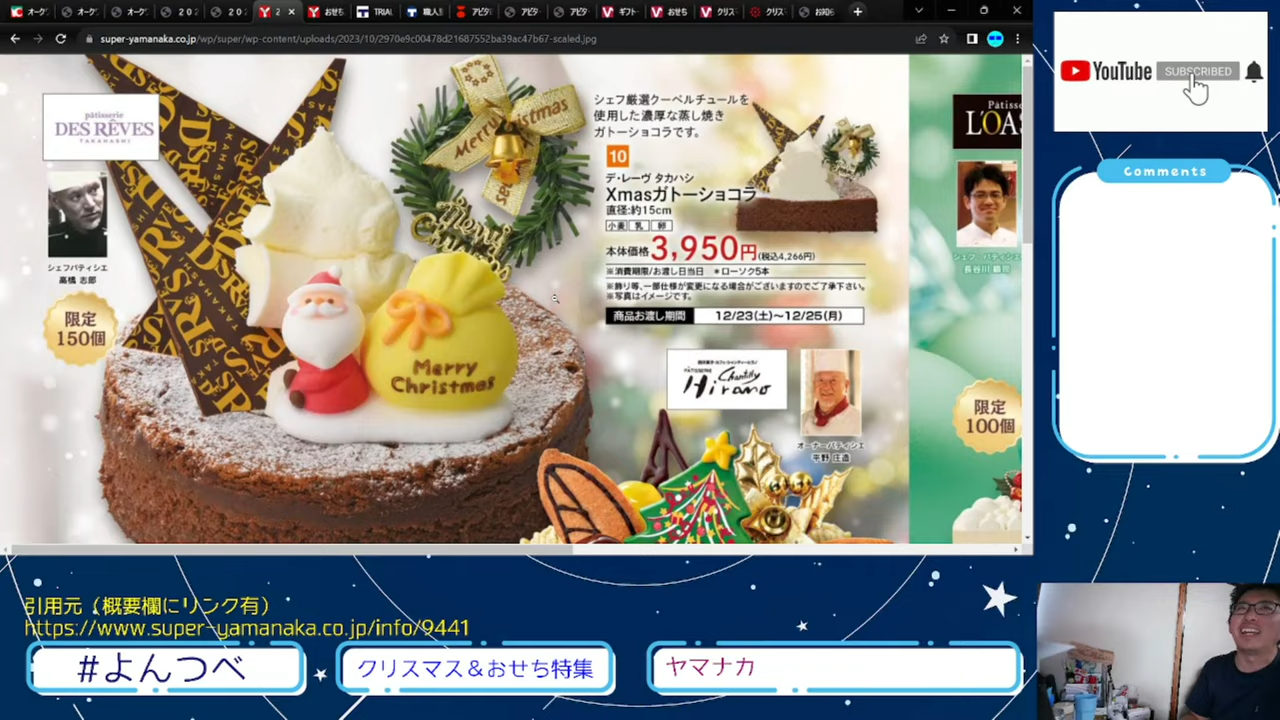 super-yamanaka.co.jp/wp/super/wp-content/uploads/2023/10/2970e9c00478d21687552ba39ac47b67-scaled.jpg
pâtisserie
DES RÊVES
TAKAHASHI
シェフパティシエ
高橋 志郎
限定
150個
Merry Christmas
Merry
Christmas
Merry
Christmas
シェフ厳選クーベルチュールを
使用した濃厚な蒸し焼き
ガトーショコラです。
10
デ・レーヴ タカハシ
Xmasガトーショコラ
直径:約15cm
小麦 乳 卵
本体価格3,950円(税込4,266円)
※消費期限/お渡し日当日 *ローソク5本
※飾り等、一部仕様が変更になる場合がございますのでご了承下さい。
※写真はイメージです。
商品お渡し期間 12/23(土)～12/25(月)
PÂTISSERIE
Chantilly
Hirano
オーナーパティシエ
平野 庄造
Pâtiss
L'OA
シェフ パティシエ
限定
100個
YouTube SUBSCRIBED
Comments
引用元（概要欄にリンク有）
https://www.super-yamanaka.co.jp/info/9441
#よんつべ
クリスマス＆おせち特集
ヤマナカ